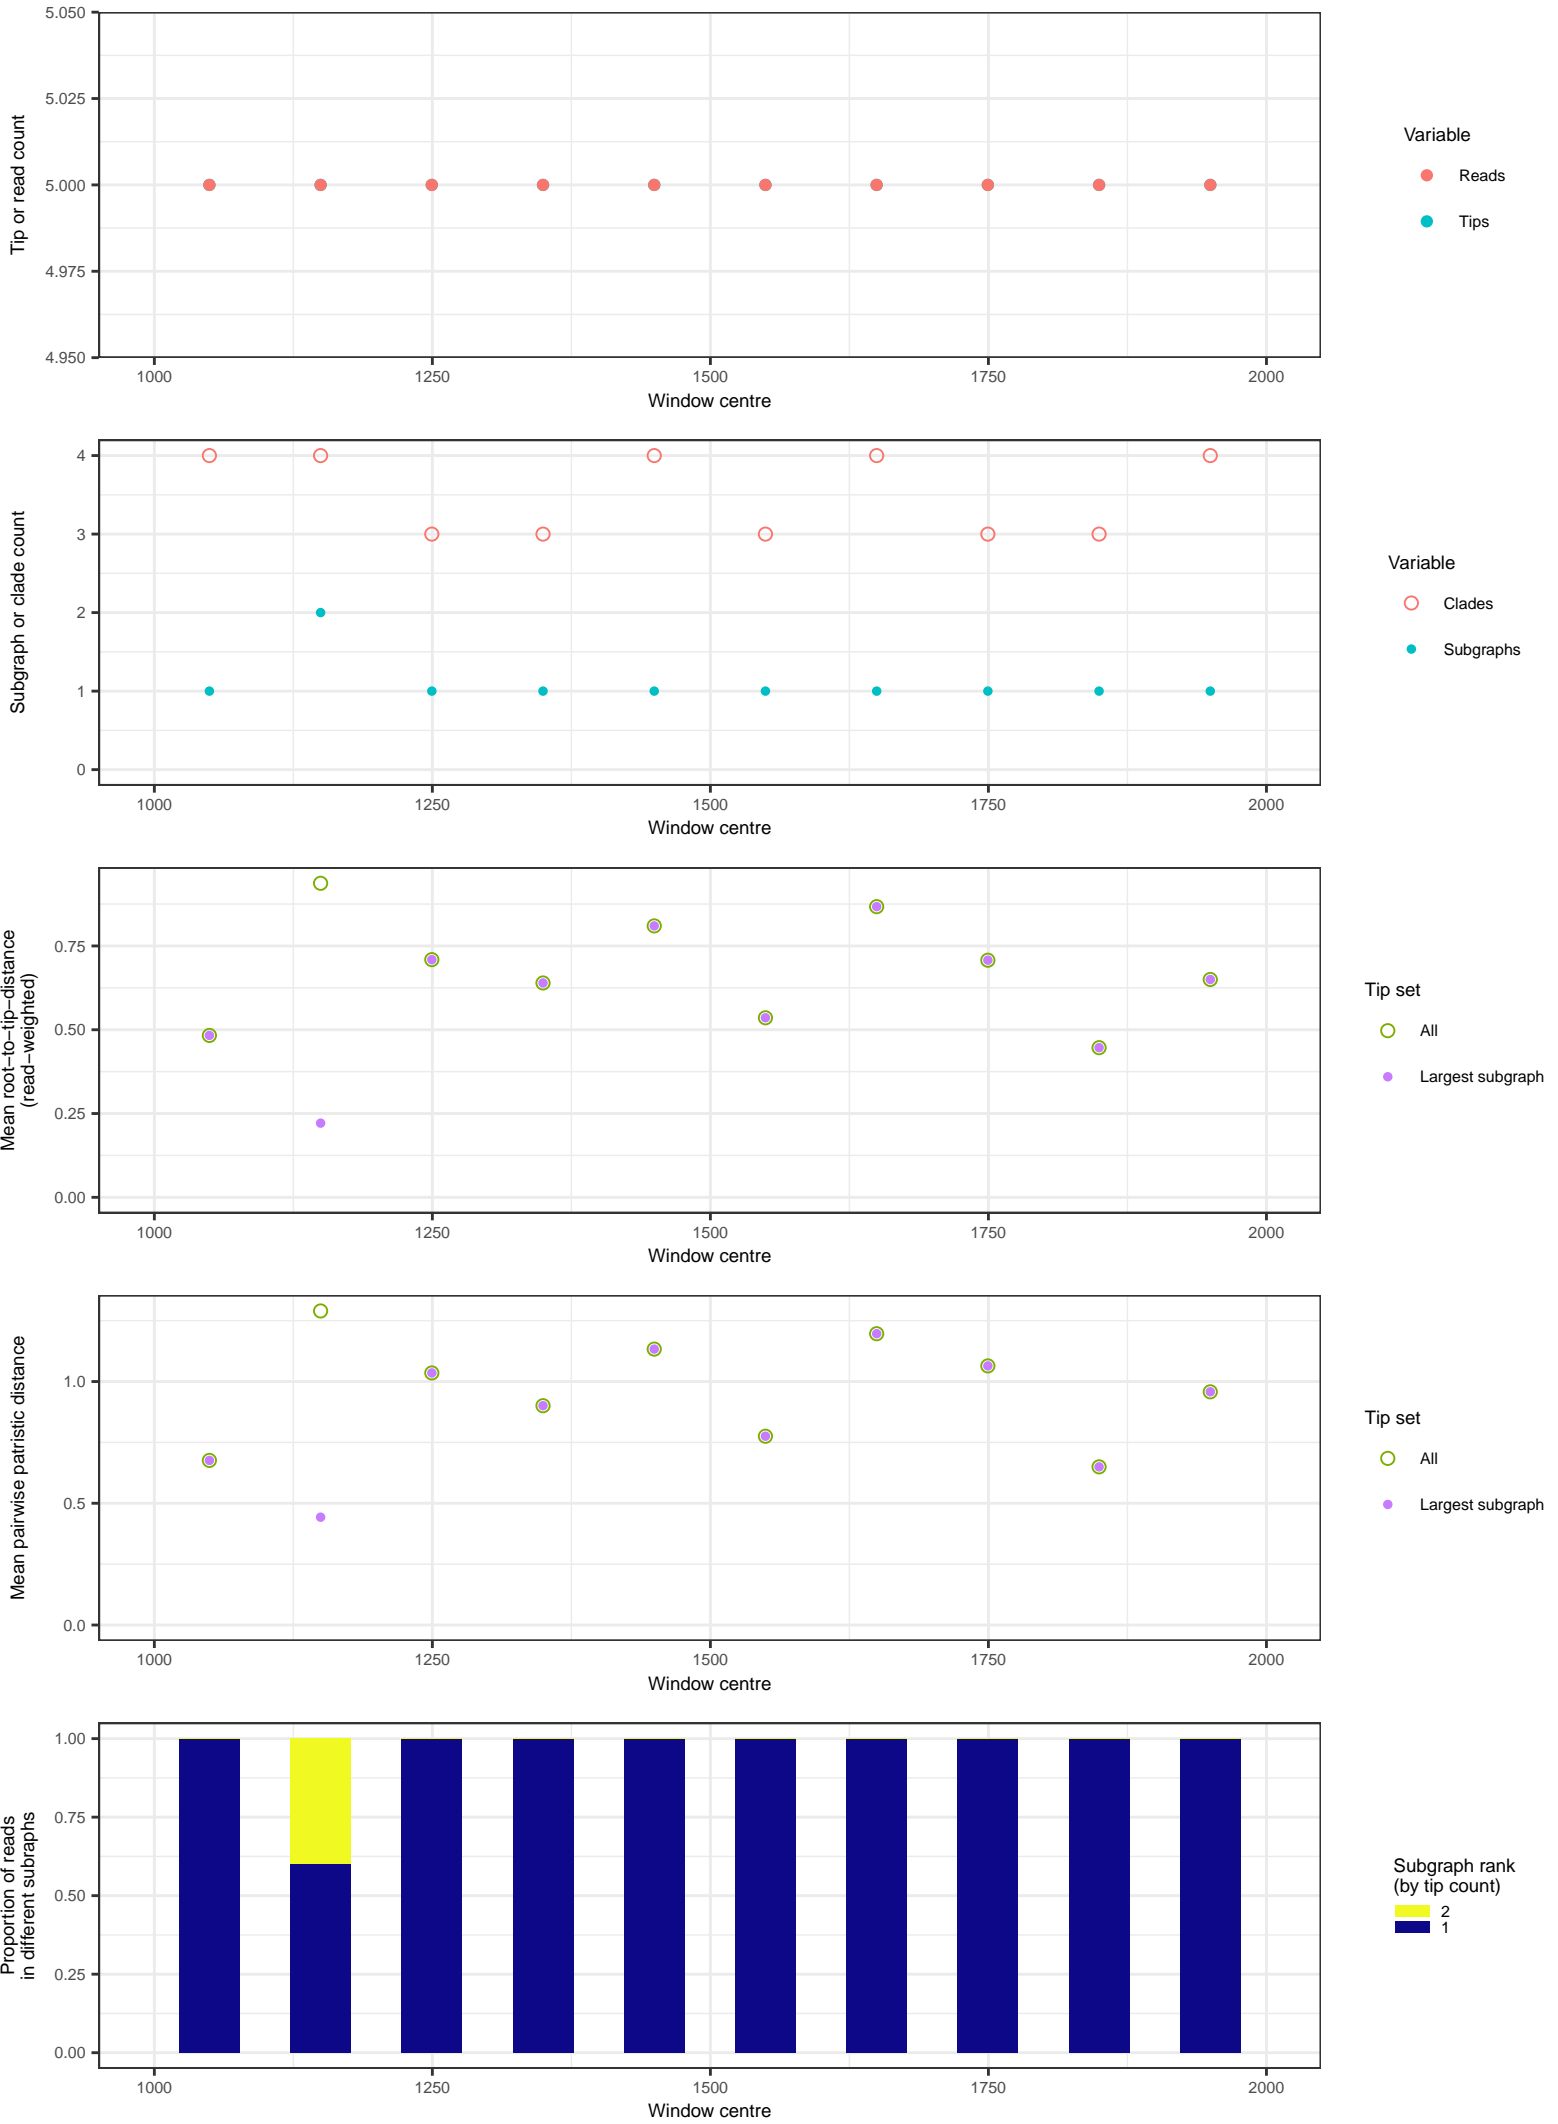 5.050
5.025
5.000
4.975
4.950
Tip or read count
1000 1250 1500 1750 2000
Window centre
Variable
Reads
Tips
4
3
2
1
0
Subgraph or clade count
1000 1250 1500 1750 2000
Window centre
Variable
Clades
Subgraphs
0.75
0.50
0.25
0.00
Mean root−to−tip−distance
(read−weighted)
1000 1250 1500 1750 2000
Window centre
Tip set
All
Largest subgraph
1.0
0.5
0.0
Mean pairwise patristic distance
1000 1250 1500 1750 2000
Window centre
Tip set
All
Largest subgraph
1.00
0.75
0.50
0.25
0.00
Proportion of reads
in different subraphs
1000 1250 1500 1750 2000
Window centre
Subgraph rank
(by tip count)
2
1